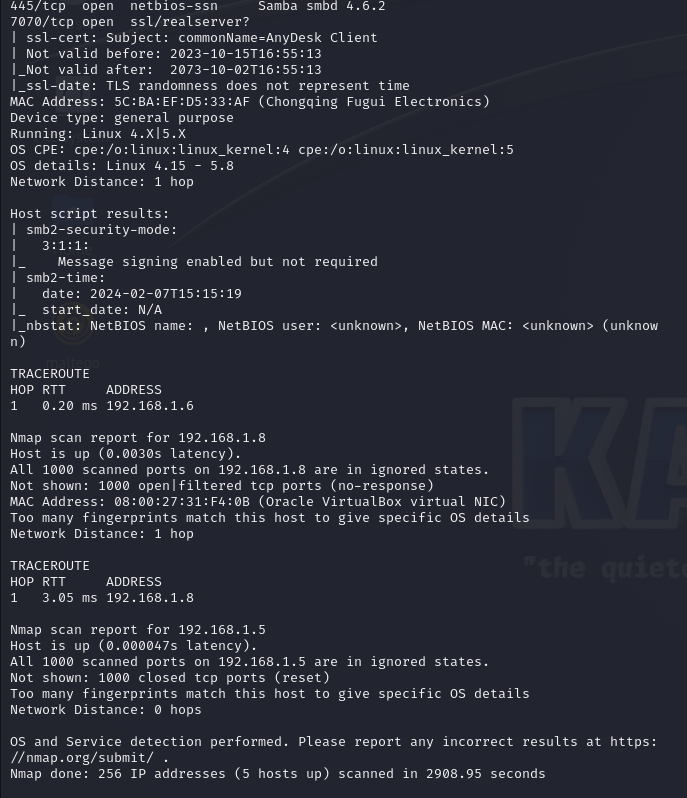 445/tcp  open  netbios-ssn     Samba smbd 4.6.2
7070/tcp open  ssl/realserver?
| ssl-cert: Subject: commonName=AnyDesk Client
| Not valid before: 2023-10-15T16:55:13
|_Not valid after:  2073-10-02T16:55:13
|_ssl-date: TLS randomness does not represent time
MAC Address: 5C:BA:EF:D5:33:AF (Chongqing Fugui Electronics)
Device type: general purpose
Running: Linux 4.X|5.X
OS CPE: cpe:/o:linux:linux_kernel:4 cpe:/o:linux:linux_kernel:5
OS details: Linux 4.15 - 5.8
Network Distance: 1 hop

Host script results:
| smb2-security-mode:
|   3:1:1:
|_    Message signing enabled but not required
| smb2-time:
|   date: 2024-02-07T15:15:19
|_  start_date: N/A
|_nbstat: NetBIOS name: , NetBIOS user: <unknown>, NetBIOS MAC: <unknown> (unknow
n)
maltego

TRACEROUTE
HOP RTT     ADDRESS
1   0.20 ms 192.168.1.6

Nmap scan report for 192.168.1.8
Host is up (0.0030s latency).
All 1000 scanned ports on 192.168.1.8 are in ignored states.
Not shown: 1000 open|filtered tcp ports (no-response)
MAC Address: 08:00:27:31:F4:0B (Oracle VirtualBox virtual NIC)
Too many fingerprints match this host to give specific OS details
Network Distance: 1 hop
KA
"the quiet

TRACEROUTE
HOP RTT     ADDRESS
1   3.05 ms 192.168.1.8

Nmap scan report for 192.168.1.5
Host is up (0.000047s latency).
All 1000 scanned ports on 192.168.1.5 are in ignored states.
Not shown: 1000 closed tcp ports (reset)
Too many fingerprints match this host to give specific OS details
Network Distance: 0 hops

OS and Service detection performed. Please report any incorrect results at https:
//nmap.org/submit/ .
Nmap done: 256 IP addresses (5 hosts up) scanned in 2908.95 seconds